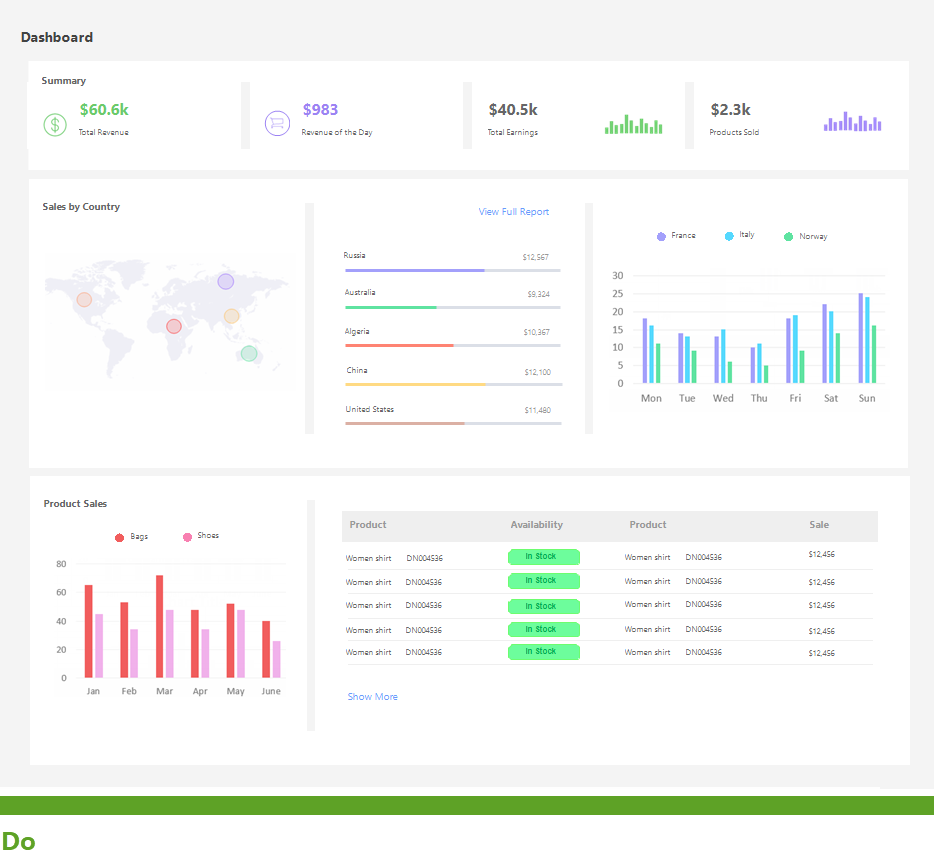 Dashboard
Summary
$60.6k
Total Revenue
$983
Revenue of the Day
$40.5k
Total Earnings
$2.3k
Products Sold
Sales by Country
View Full Report
Russia $12,567
Australia $9,324
Algeria $10,367
China $12,100
United States $11,480
France Italy Norway
30
25
20
15
10
5
0
Mon Tue Wed Thu Fri Sat Sun
Product Sales
Bags Shoes
80
60
40
20
0
Jan Feb Mar Apr May June
Product Availability Product Sale
Women shirt DN004536 In Stock Women shirt DN004536 $12,456
Women shirt DN004536 In Stock Women shirt DN004536 $12,456
Women shirt DN004536 In Stock Women shirt DN004536 $12,456
Women shirt DN004536 In Stock Women shirt DN004536 $12,456
Women shirt DN004536 In Stock Women shirt DN004536 $12,456
Show More
Do